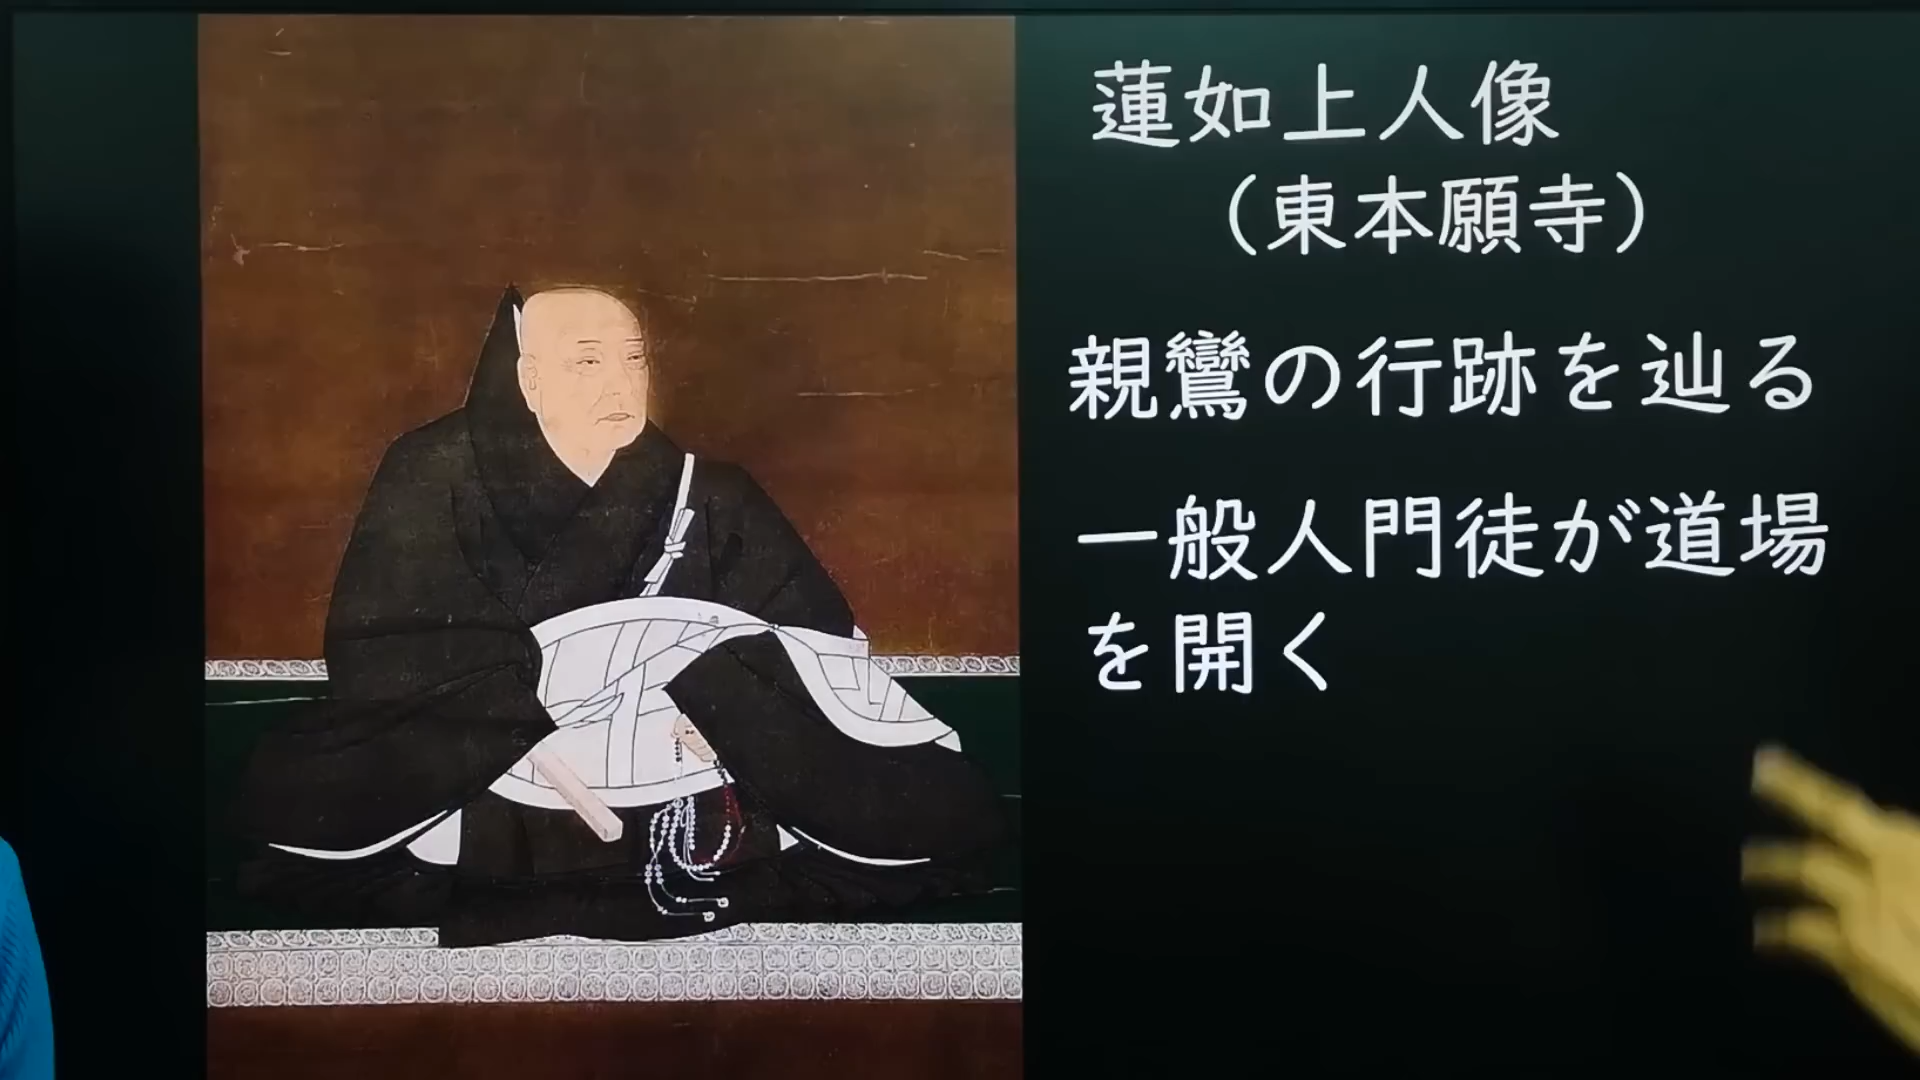 蓮如上人像
(東本願寺)
親鸞の行跡を辿る
一般人門徒が道場
を開く